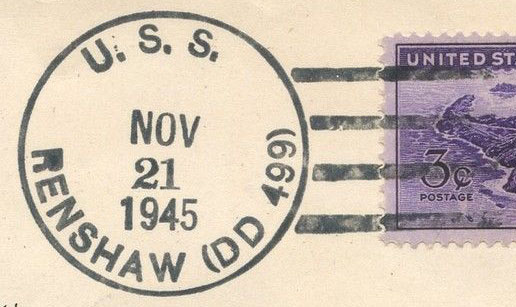 U. S. S.
NOV
21
1945
RENSHAW (DD 499)
UNITED STA
3¢
POSTAGE